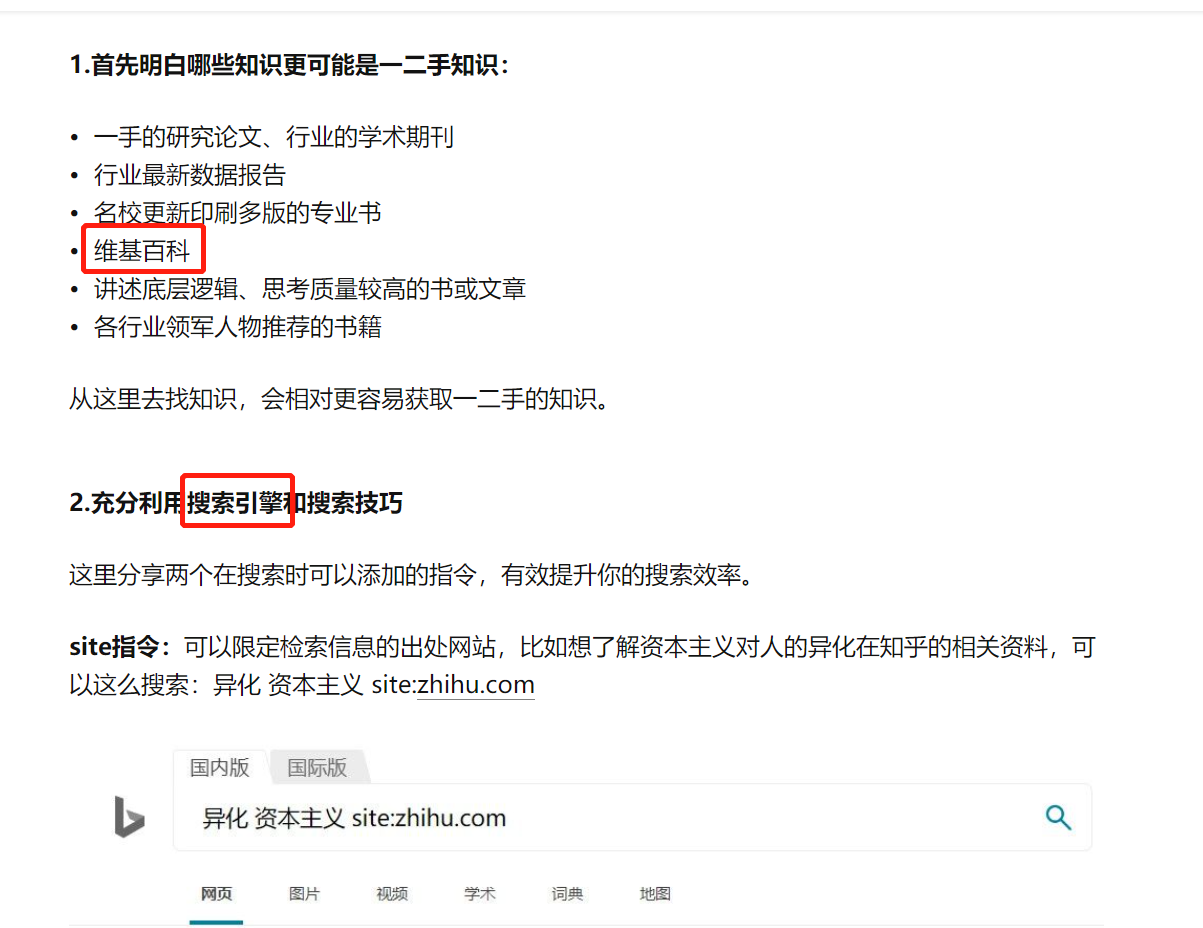 1.首先明白哪些知识更可能是一二手知识：
• 一手的研究论文、行业的学术期刊
• 行业最新数据报告
• 名校更新印刷多版的专业书
• 维基百科
• 讲述底层逻辑、思考质量较高的书或文章
• 各行业领军人物推荐的书籍
从这里去找知识，会相对更容易获取一二手的知识。
2.充分利用搜索引擎和搜索技巧
这里分享两个在搜索时可以添加的指令，有效提升你的搜索效率。
site指令：可以限定检索信息的出处网站，比如想了解资本主义对人的异化在知乎的相关资料，可
以这么搜索：异化 资本主义 site:zhihu.com
国内版 国际版
异化 资本主义 site:zhihu.com
网页 图片 视频 学术 词典 地图